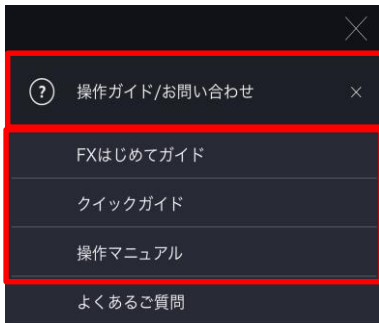 操作ガイド/お問い合わせ
FXはじめてガイド
クイックガイド
操作マニュアル
よくあるご質問